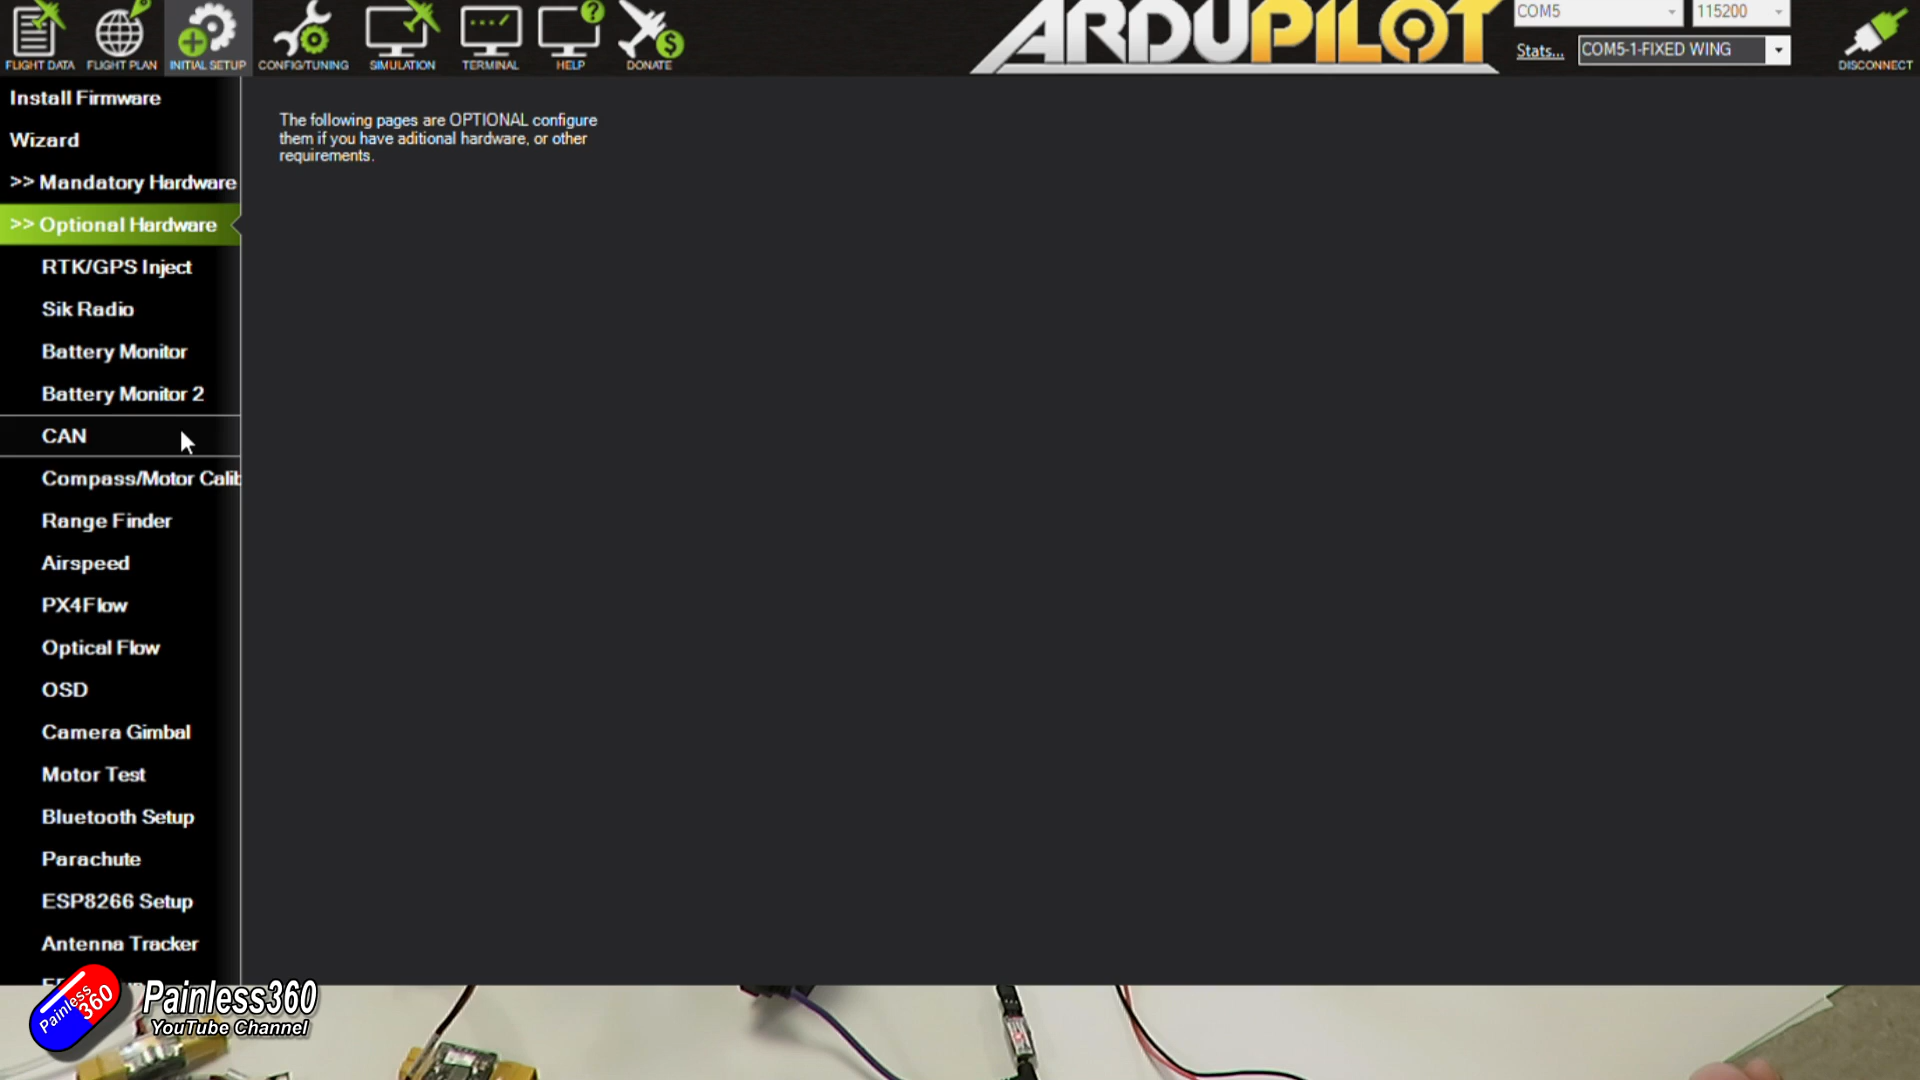 FLIGHT DATA
FLIGHT PLAN
INITIAL SETUP
CONFIG/TUNING
SIMULATION
TERMINAL
HELP
DONATE
ARDUPILOT
COM5
115200
Stats...
COM5-1-FIXED WING
DISCONNECT
Install Firmware
Wizard
>> Mandatory Hardware
>> Optional Hardware
RTK/GPS Inject
Sik Radio
Battery Monitor
Battery Monitor 2
CAN
Compass/Motor Calib
Range Finder
Airspeed
PX4Flow
Optical Flow
OSD
Camera Gimbal
Motor Test
Bluetooth Setup
Parachute
ESP8266 Setup
Antenna Tracker
The following pages are OPTIONAL configure
them if you have aditional hardware, or other
requirements.
Painless
360
Painless360
YouTube Channel